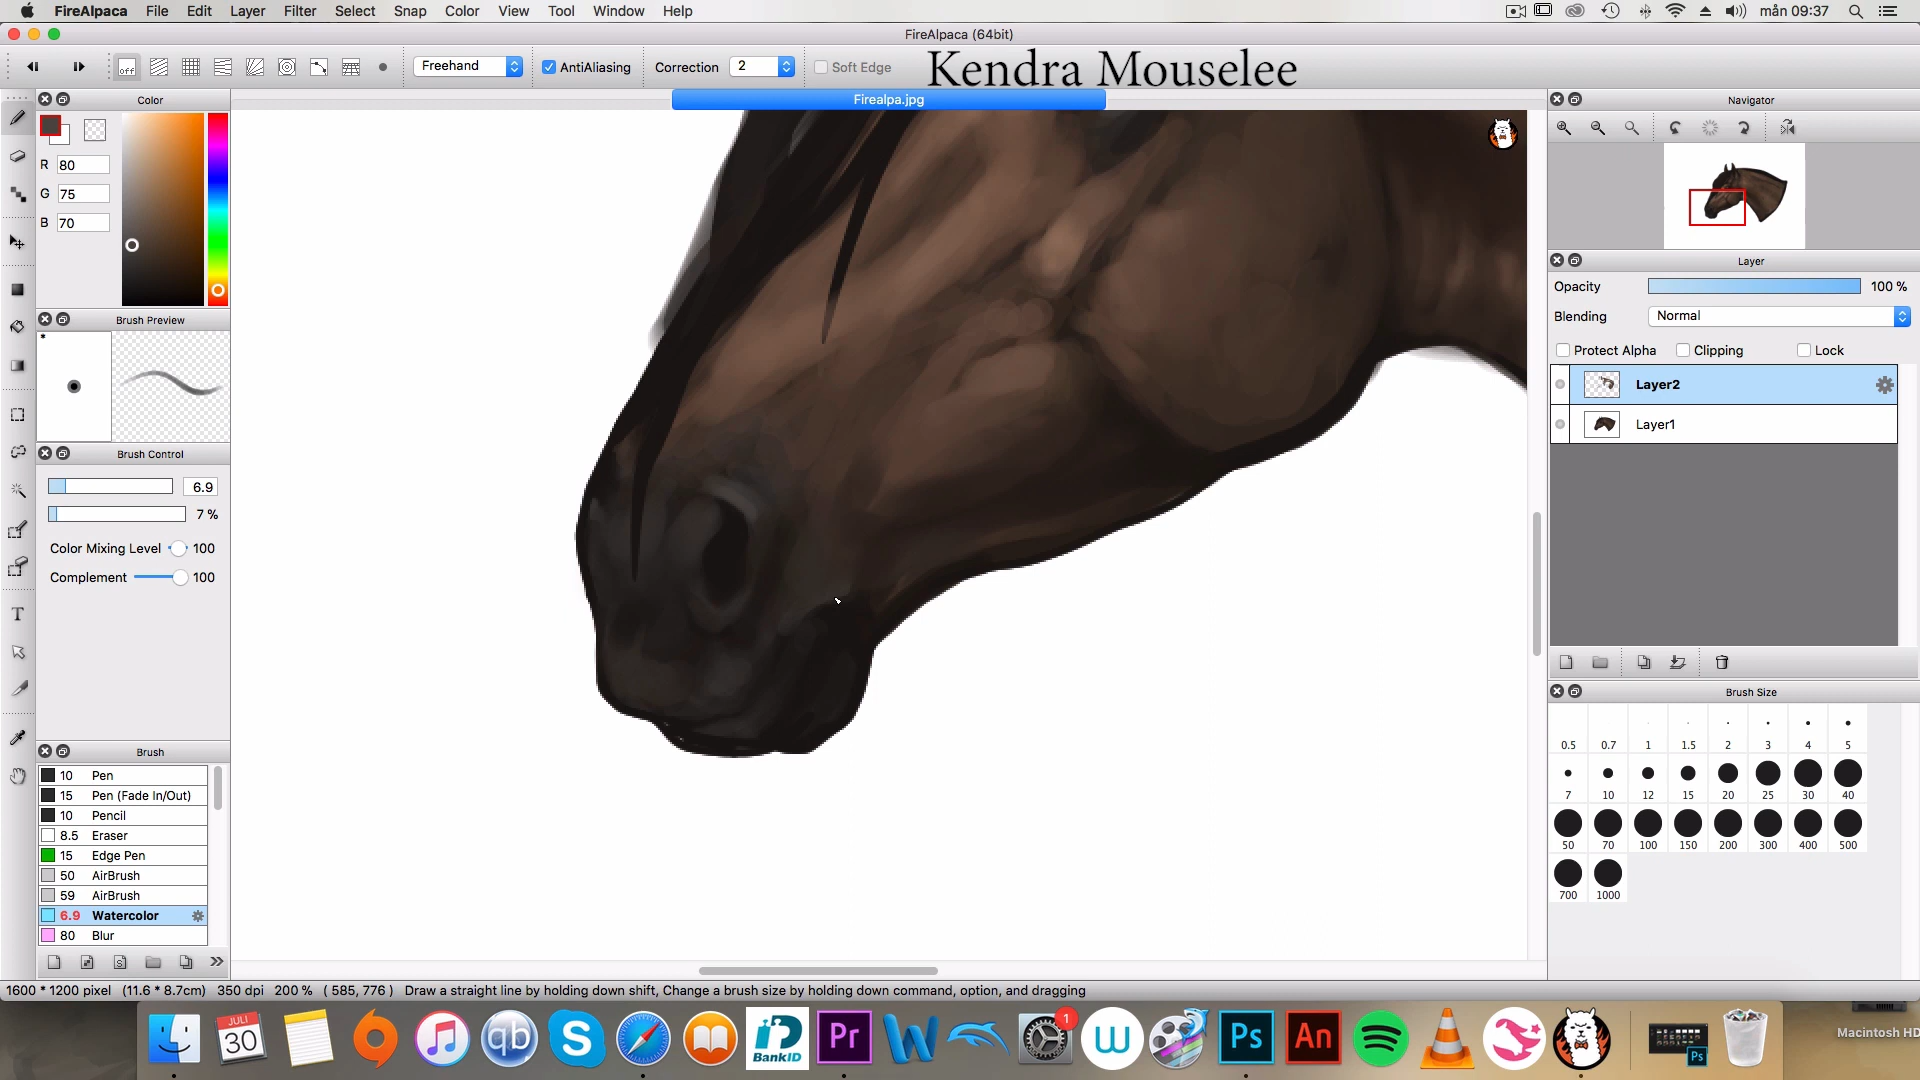 FireAlpaca File Edit Layer Filter Select Snap Color View Tool Window Help mån 09:37
FireAlpaca (64bit)
off Freehand AntiAliasing Correction 2 Soft Edge Kendra Mouselee
Firealpa.jpg
Color
R 80
G 75
B 70
Brush Preview
*
Brush Control
6.9
7 %
Color Mixing Level 100
Complement 100
T
Brush
10 Pen
15 Pen (Fade In/Out)
10 Pencil
8.5 Eraser
15 Edge Pen
50 AirBrush
59 AirBrush
6.9 Watercolor
80 Blur
Navigator
Layer
Opacity 100 %
Blending Normal
Protect Alpha Clipping Lock
Layer2
Layer1
Brush Size
0.5 0.7 1 1.5 2 3 4 5
7 10 12 15 20 25 30 40
50 70 100 150 200 300 400 500
700 1000
1600 * 1200 pixel (11.6 * 8.7cm) 350 dpi 200 % ( 585, 776 ) Draw a straight line by holding down shift, Change a brush size by holding down command, option, and dragging
JULI
30
qb
S
iD
BankID
Pr
W
1
W
Ps
An
Ps
Macintosh HD